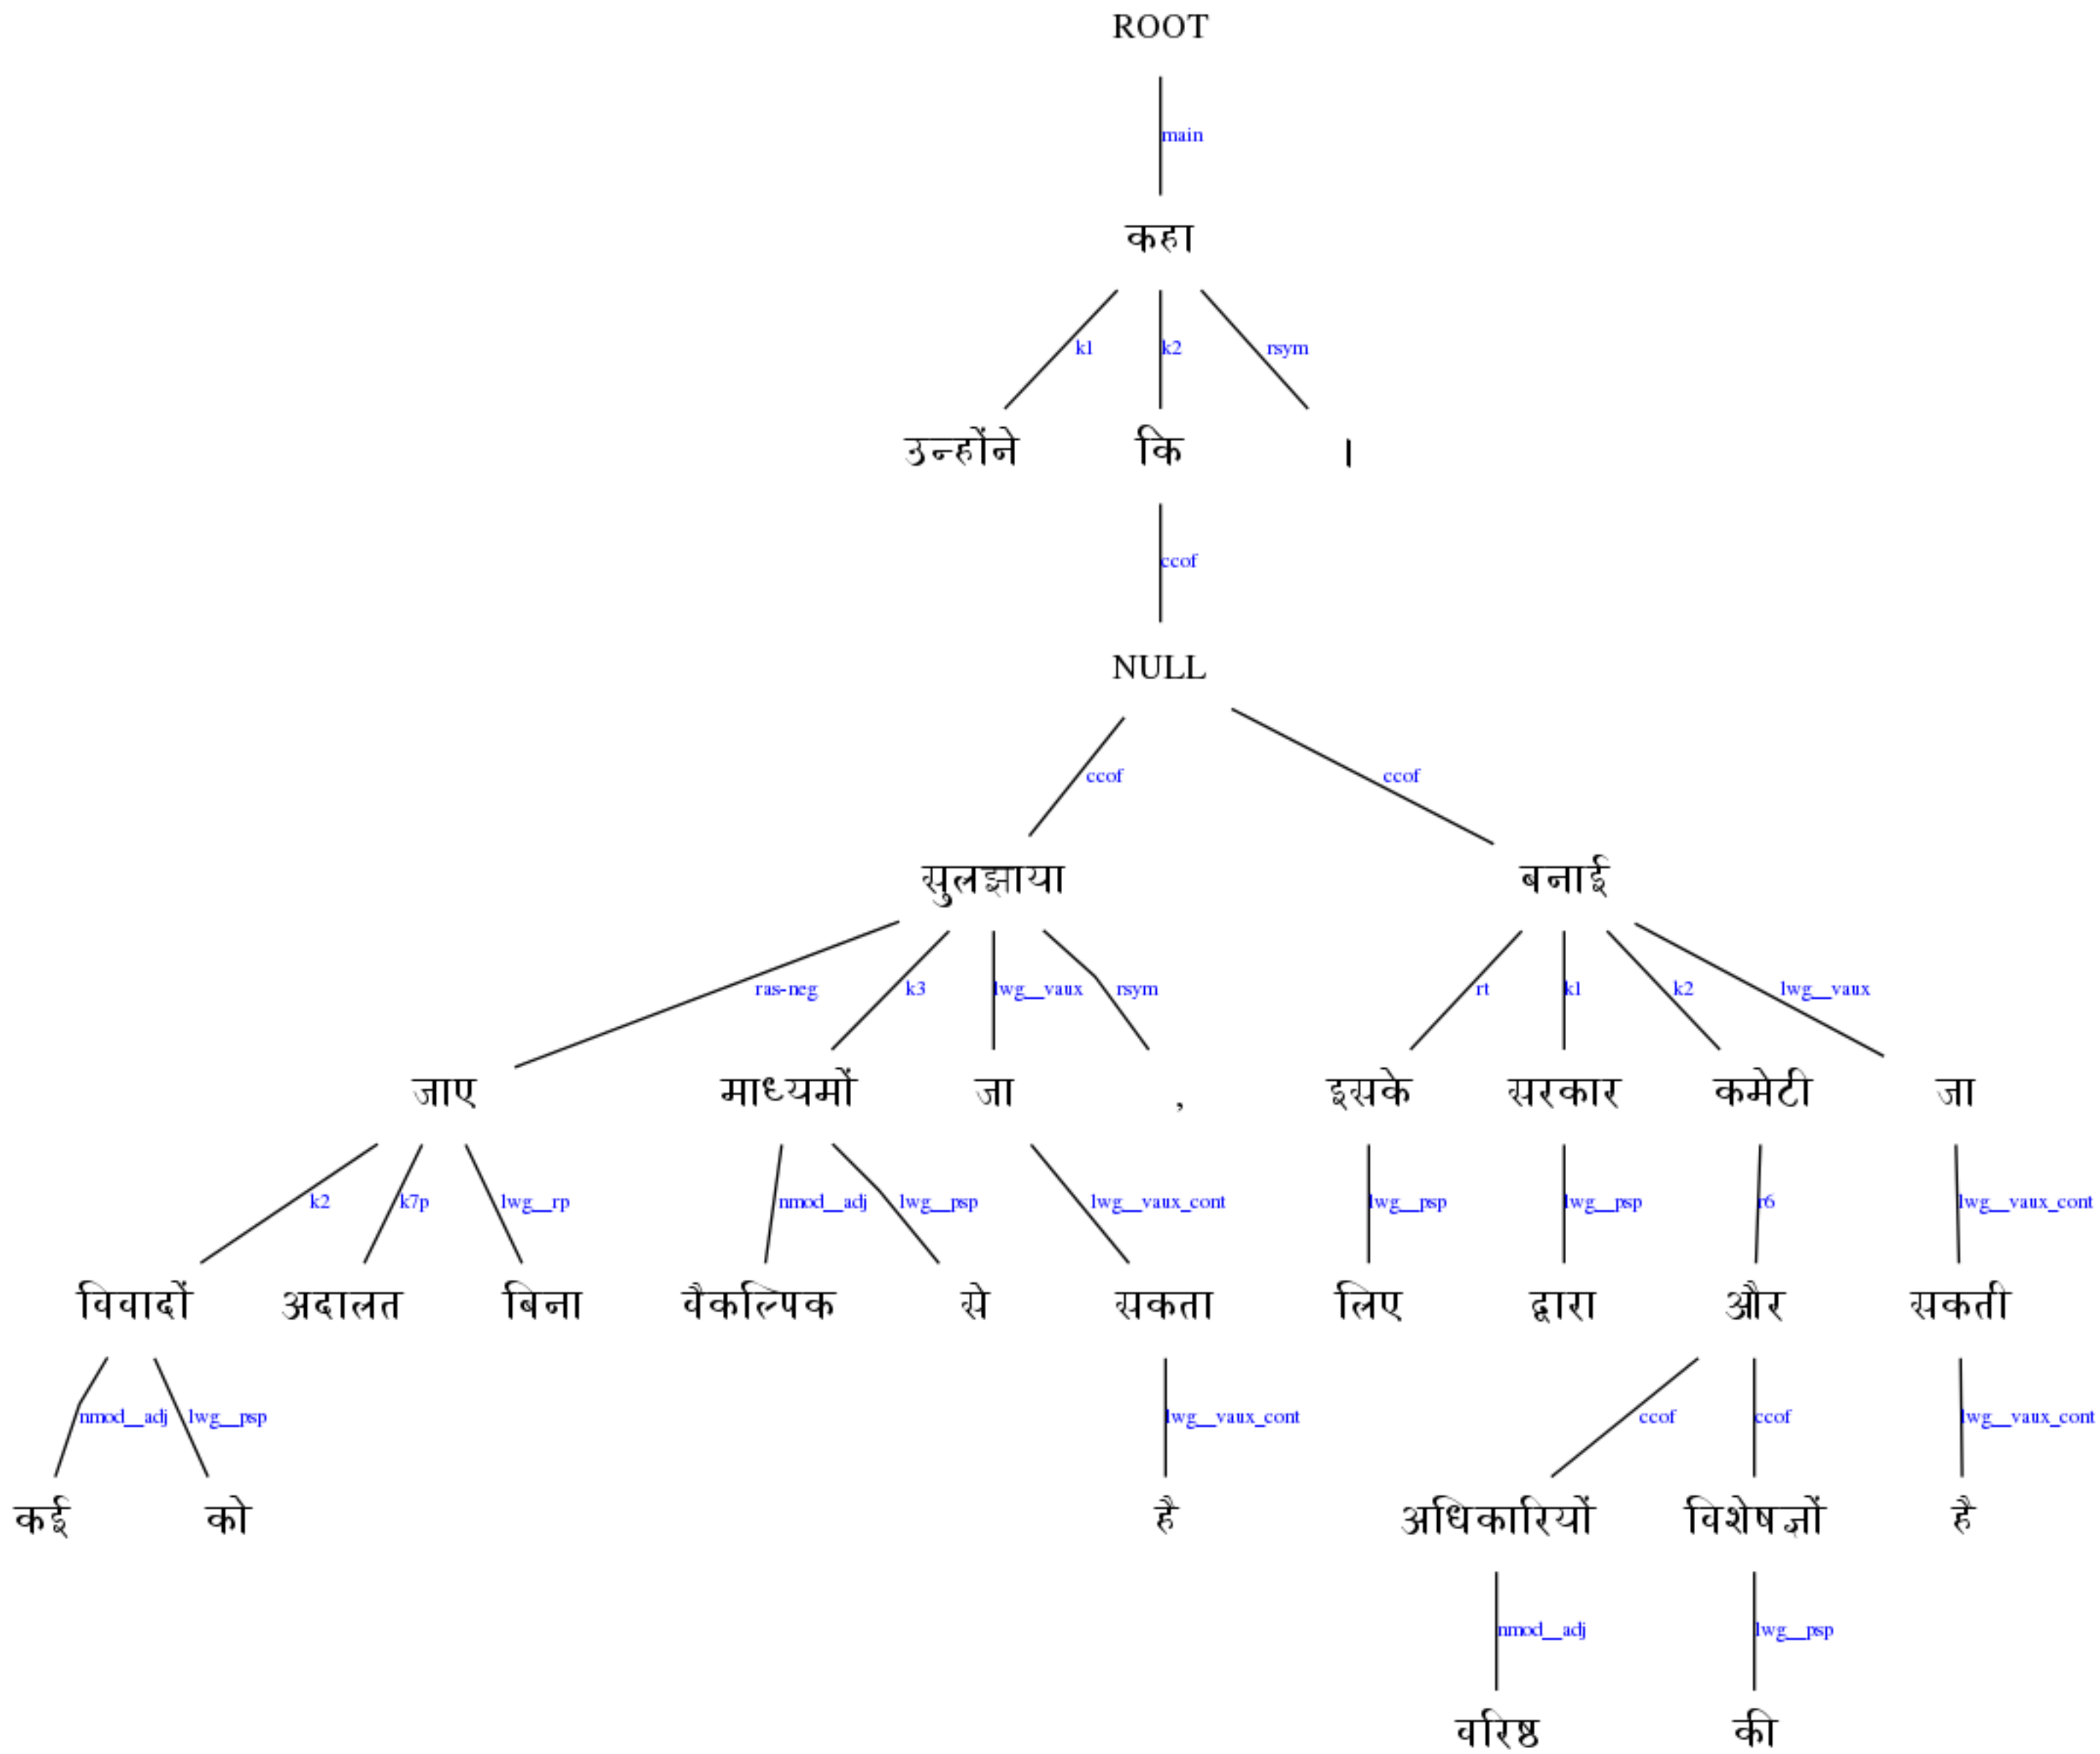 ROOT
main
कहा
k1 k2 rsym
उन्होंने कि ।
ccof
NULL
ccof ccof
सुलझाया बनाई
ras-neg k3 lwg__vaux rsym rt k1 k2 lwg__vaux
जाए माध्यमों जा , इसके सरकार कमेटी जा
k2 k7p lwg__rp nmod__adj lwg__psp lwg__vaux_cont lwg__psp lwg__psp r6 lwg__vaux_cont
विवादों अदालत बिना वैकल्पिक से सकता लिए द्वारा और सकती
nmod__adj lwg__psp lwg__vaux_cont ccof ccof lwg__vaux_cont
कई को है अधिकारियों विशेषज्ञों है
nmod__adj lwg__psp
वरिष्ठ की